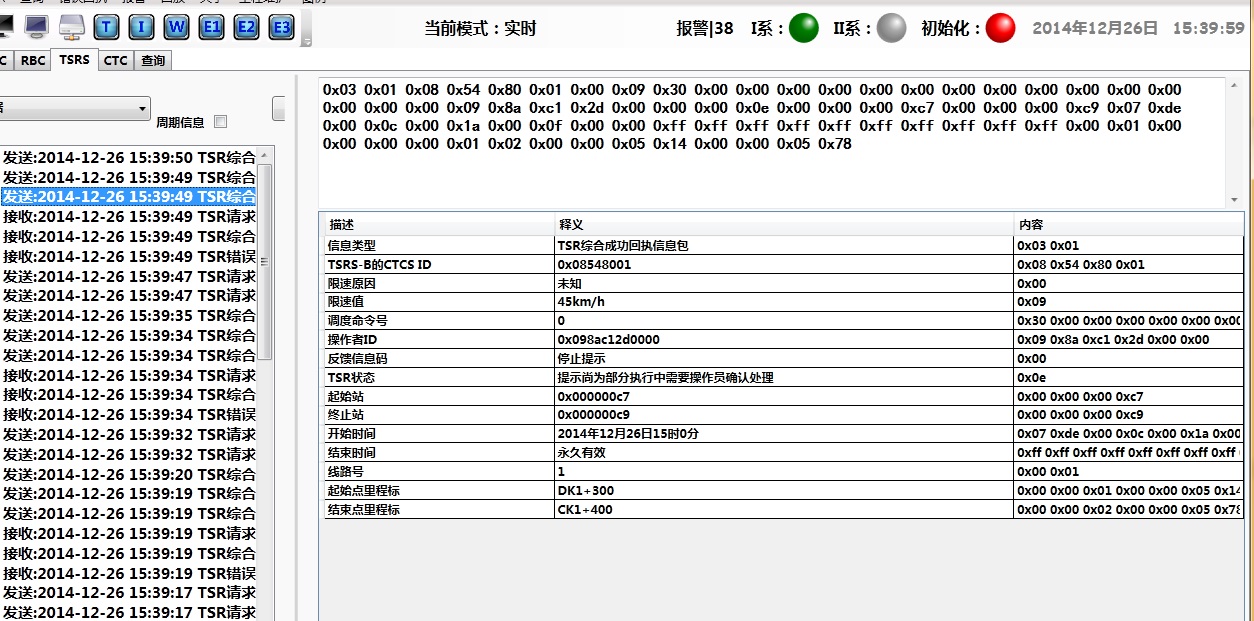 T I W E1 E2 E3 当前模式：实时 报警|38 I系： II系： 初始化： 2014年12月26日 15:39:59
C RBC TSRS CTC 查询
周期信息
发送:2014-12-26 15:39:50 TSR综合
发送:2014-12-26 15:39:49 TSR综合
发送:2014-12-26 15:39:49 TSR综合
接收:2014-12-26 15:39:49 TSR请求
接收:2014-12-26 15:39:49 TSR综合
接收:2014-12-26 15:39:49 TSR错误
发送:2014-12-26 15:39:47 TSR请求
发送:2014-12-26 15:39:47 TSR请求
发送:2014-12-26 15:39:35 TSR综合
发送:2014-12-26 15:39:34 TSR综合
发送:2014-12-26 15:39:34 TSR综合
接收:2014-12-26 15:39:34 TSR请求
接收:2014-12-26 15:39:34 TSR综合
接收:2014-12-26 15:39:34 TSR错误
发送:2014-12-26 15:39:32 TSR请求
发送:2014-12-26 15:39:32 TSR请求
发送:2014-12-26 15:39:20 TSR综合
发送:2014-12-26 15:39:19 TSR综合
发送:2014-12-26 15:39:19 TSR综合
接收:2014-12-26 15:39:19 TSR请求
接收:2014-12-26 15:39:19 TSR综合
接收:2014-12-26 15:39:19 TSR错误
发送:2014-12-26 15:39:17 TSR请求
发送:2014-12-26 15:39:17 TSR请求
0x03 0x01 0x08 0x54 0x80 0x01 0x00 0x09 0x30 0x00 0x00 0x00 0x00 0x00 0x00 0x00 0x00 0x00 0x00 0x00 0x00
0x00 0x00 0x00 0x09 0x8a 0xc1 0x2d 0x00 0x00 0x00 0x0e 0x00 0x00 0x00 0xc7 0x00 0x00 0x00 0xc9 0x07 0xde
0x00 0x0c 0x00 0x1a 0x00 0x0f 0x00 0x00 0xff 0xff 0xff 0xff 0xff 0xff 0xff 0xff 0xff 0xff 0x00 0x01 0x00
0x00 0x00 0x00 0x01 0x02 0x00 0x00 0x05 0x14 0x00 0x00 0x05 0x78
描述 释义 内容
信息类型 TSR综合成功回执信息包 0x03 0x01
TSRS-B的CTCS ID 0x08548001 0x08 0x54 0x80 0x01
限速原因 未知 0x00
限速值 45km/h 0x09
调度命令号 0 0x30 0x00 0x00 0x00 0x00 0x00 0x00
操作者ID 0x098ac12d0000 0x09 0x8a 0xc1 0x2d 0x00 0x00
反馈信息码 停止提示 0x00
TSR状态 提示尚为部分执行中需要操作员确认处理 0x0e
起始站 0x000000c7 0x00 0x00 0x00 0xc7
终止站 0x000000c9 0x00 0x00 0x00 0xc9
开始时间 2014年12月26日15时0分 0x07 0xde 0x00 0x0c 0x00 0x1a 0x00
结束时间 永久有效 0xff 0xff 0xff 0xff 0xff 0xff 0xff 0xff
线路号 1 0x00 0x01
起始点里程标 DK1+300 0x00 0x00 0x01 0x00 0x00 0x05 0x14
结束点里程标 CK1+400 0x00 0x00 0x02 0x00 0x00 0x05 0x78